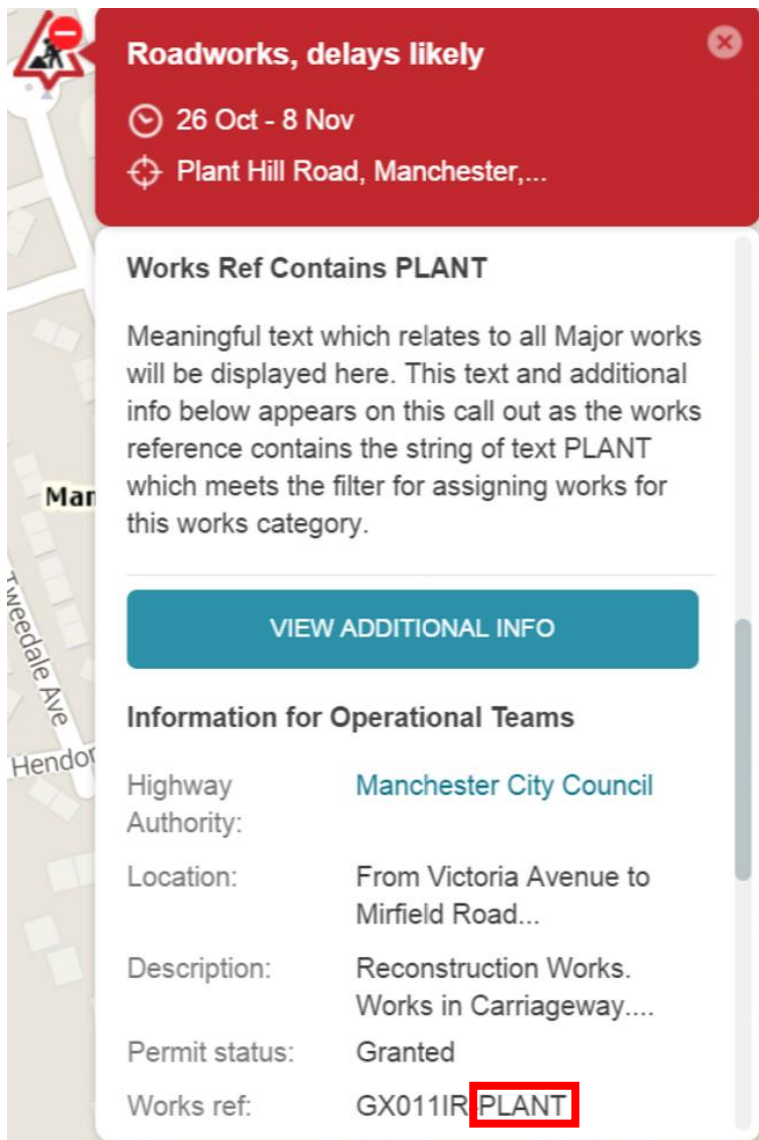 Roadworks, delays likely
26 Oct - 8 Nov
Plant Hill Road, Manchester,...
Works Ref Contains PLANT
Meaningful text which relates to all Major works
will be displayed here. This text and additional
info below appears on this call out as the works
reference contains the string of text PLANT
which meets the filter for assigning works for
this works category.
Man
VIEW ADDITIONAL INFO
Tweedale Ave
Information for Operational Teams
Hendon
Highway Manchester City Council
Authority:
Location: From Victoria Avenue to
Mirfield Road...
Description: Reconstruction Works.
Works in Carriageway....
Permit status: Granted
Works ref: GX011IR PLANT